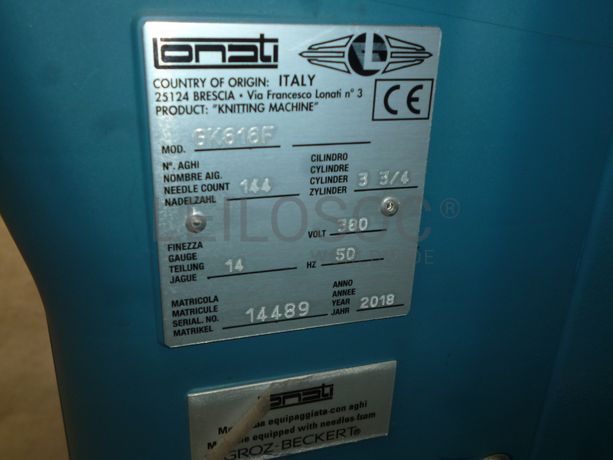 Lonati
L
COUNTRY OF ORIGIN: ITALY
25124 BRESCIA • Via Francesco Lonati n° 3
PRODUCT: "KNITTING MACHINE"
CE
MOD. GK616F
N°. AGHI
NOMBRE AIG.
NEEDLE COUNT 144
NADELZAHL
CILINDRO
CYLINDRE
CYLINDER 3 3/4
ZYLINDER
LEILOSOC®
VOLT 380
FINEZZA
GAUGE
TEILUNG 14
JAGUE
HZ 50
MATRICOLA
MATRICULE
SERIAL. NO. 14489
MATRIKEL
ANNO
ANNEE
YEAR 2018
JAHR
Lonati
equipaggiata con aghi
equipped with needles from
GROZ-BECKERT®